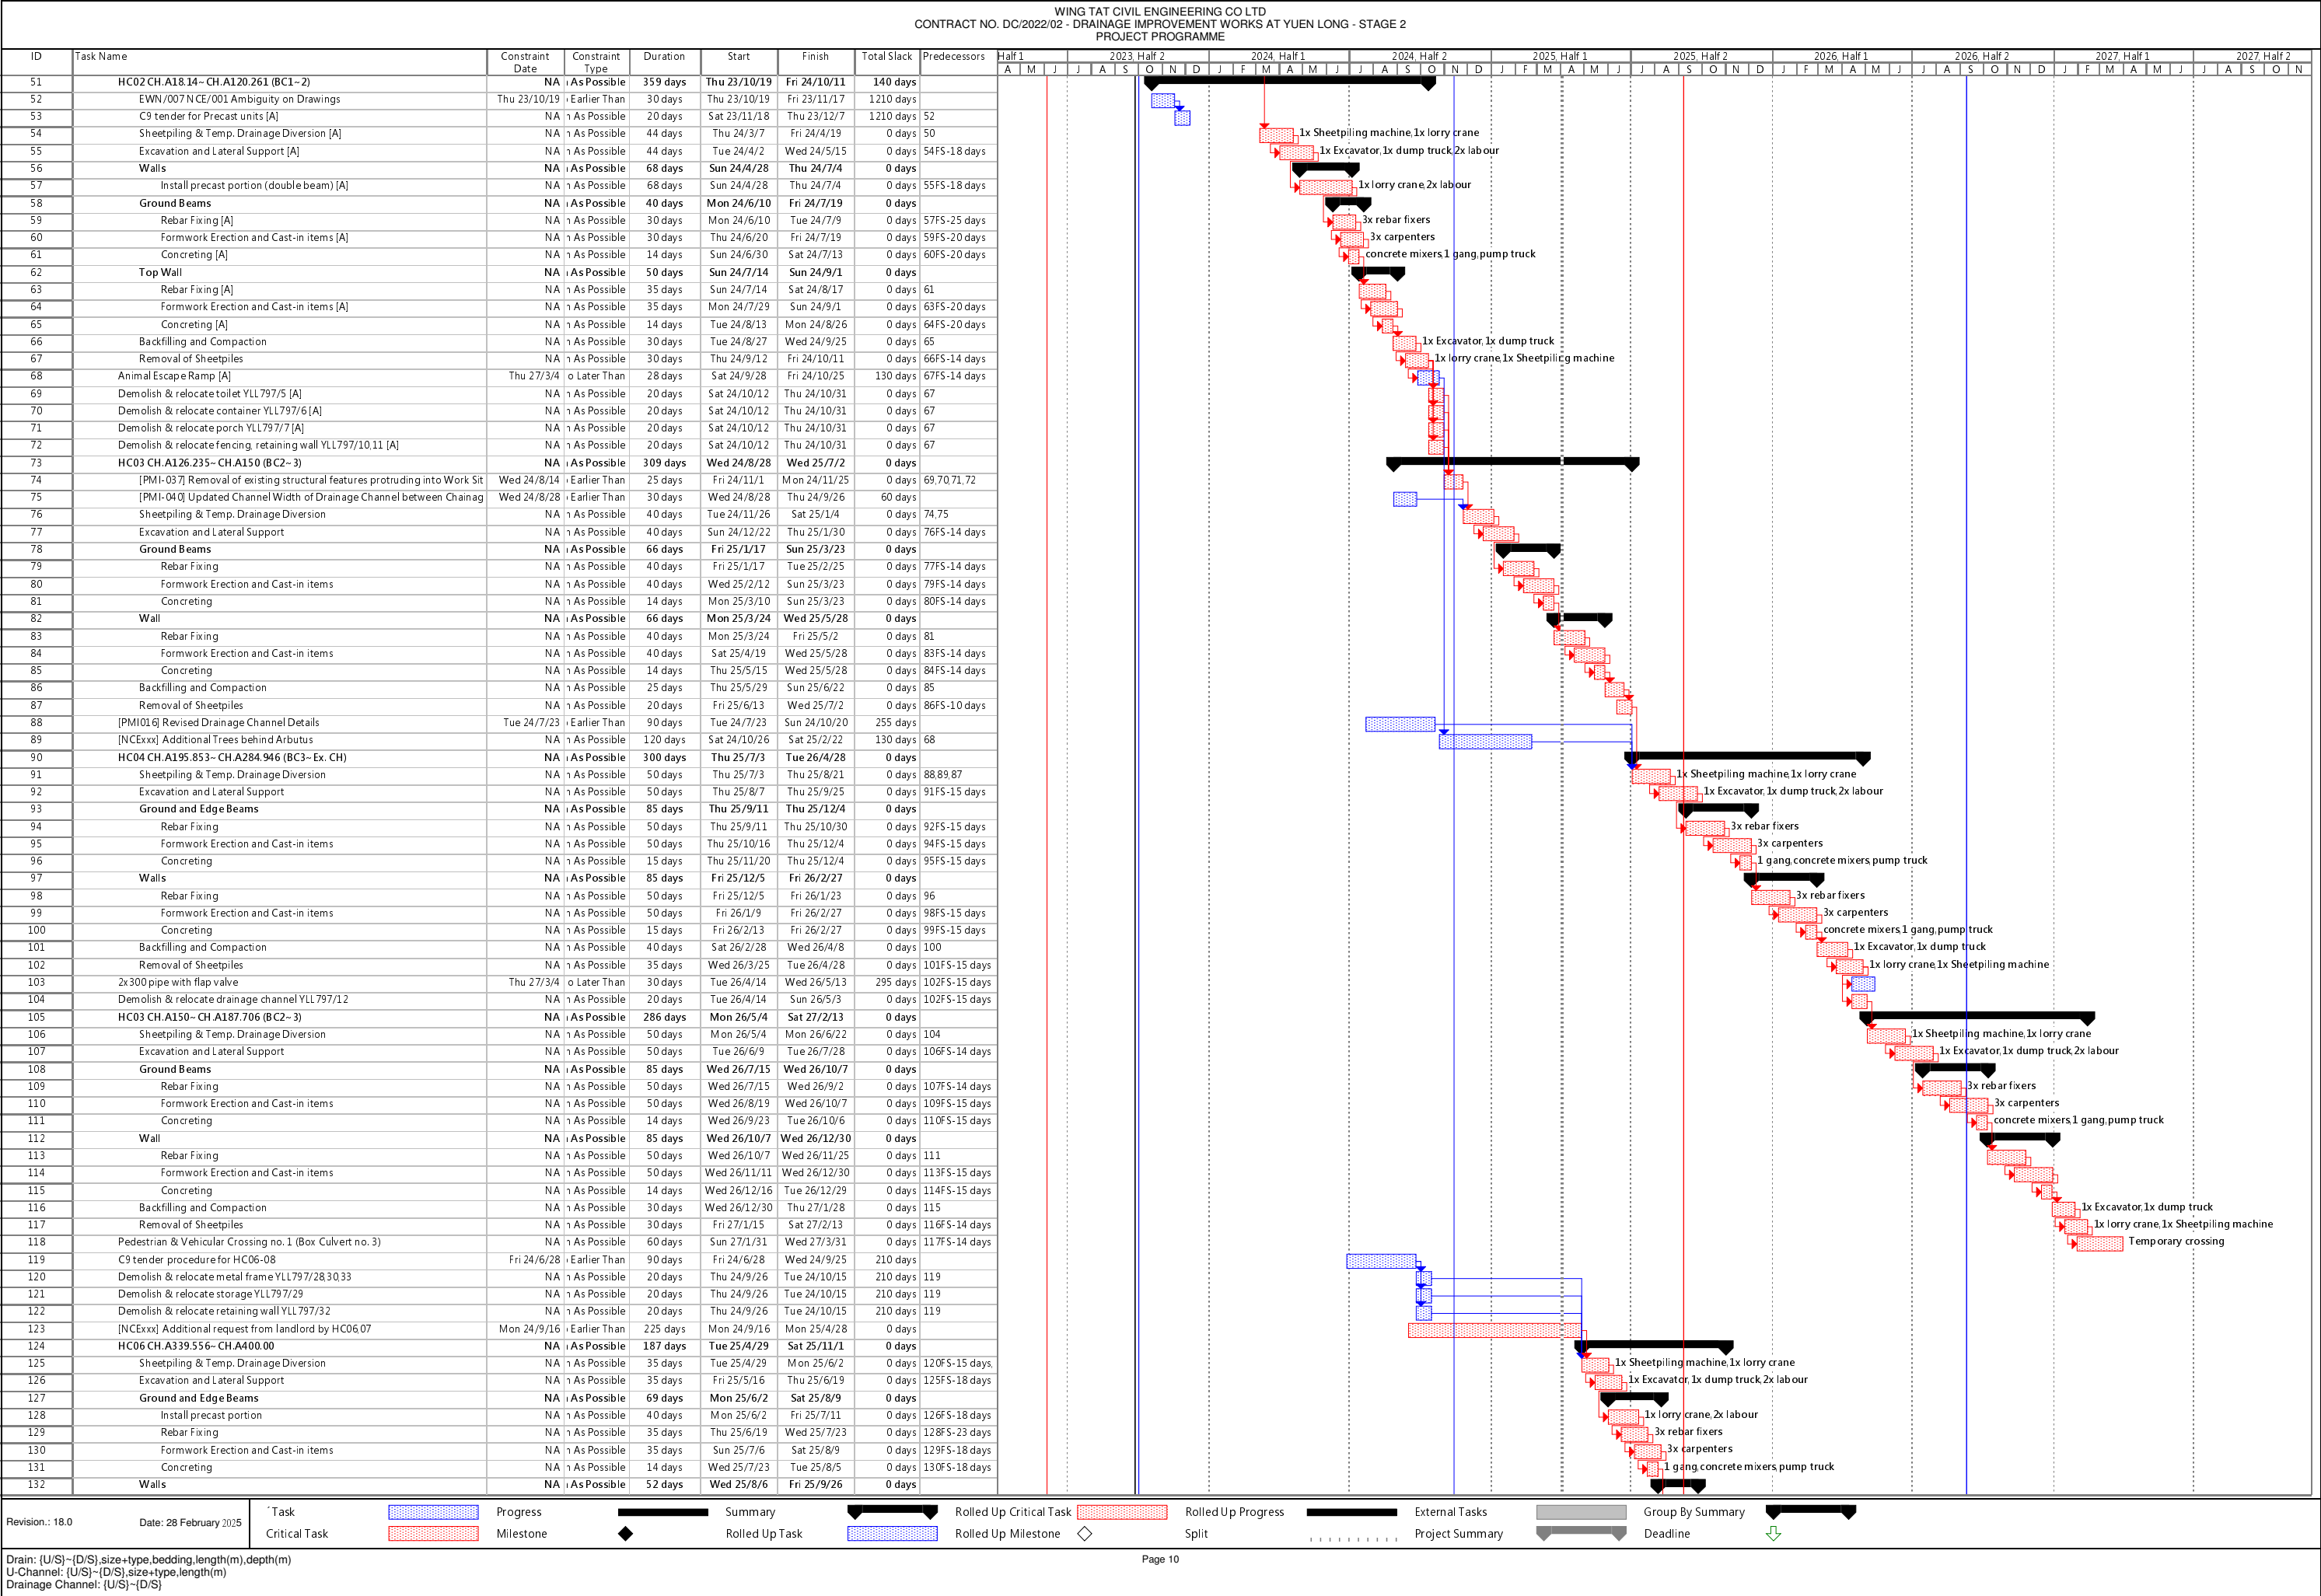 WING TAT CIVIL ENGINEERING CO LTD
CONTRACT NO. DC/2022/02 - DRAINAGE IMPROVEMENT WORKS AT YUEN LONG - STAGE 2
PROJECT PROGRAMME
ID Task Name Constraint Date Constraint Type Duration Start Finish Total Slack Predecessors Half 1 2023, Half 2 2024, Half 1 2024, Half 2 2025, Half 1 2025, Half 2 2026, Half 1 2026, Half 2 2027, Half 1 2027, Half 2
A M J J A S O N D J F M A M J J A S O N D J F M A M J J A S O N D J F M A M J J A S O N D J F M A M J J A S O N
51 HC02 CH.A18.14~ CH.A120.261 (BC1~2) NA As Possible 359 days Thu 23/10/19 Fri 24/10/11 140 days
52 EWN/007 NCE/001 Ambiguity on Drawings Thu 23/10/19 Earlier Than 30 days Thu 23/10/19 Fri 23/11/17 1210 days
53 C9 tender for Precast units [A] NA As Possible 20 days Sat 23/11/18 Thu 23/12/7 1210 days 52
54 Sheetpiling & Temp. Drainage Diversion [A] NA As Possible 44 days Thu 24/3/7 Fri 24/4/19 0 days 50 1x Sheetpiling machine,1x lorry crane
55 Excavation and Lateral Support [A] NA As Possible 44 days Tue 24/4/2 Wed 24/5/15 0 days 54FS-18 days 1x Excavator,1x dump truck,2x labour
56 Walls NA As Possible 68 days Sun 24/4/28 Thu 24/7/4 0 days
57 Install precast portion (double beam) [A] NA As Possible 68 days Sun 24/4/28 Thu 24/7/4 0 days 55FS-18 days 1x lorry crane,2x labour
58 Ground Beams NA As Possible 40 days Mon 24/6/10 Fri 24/7/19 0 days
59 Rebar Fixing [A] NA As Possible 30 days Mon 24/6/10 Tue 24/7/9 0 days 57FS-25 days 3x rebar fixers
60 Formwork Erection and Cast-in items [A] NA As Possible 30 days Thu 24/6/20 Fri 24/7/19 0 days 59FS-20 days 3x carpenters
61 Concreting [A] NA As Possible 14 days Sun 24/6/30 Sat 24/7/13 0 days 60FS-20 days concrete mixers,1 gang,pump truck
62 Top Wall NA As Possible 50 days Sun 24/7/14 Sun 24/9/1 0 days
63 Rebar Fixing [A] NA As Possible 35 days Sun 24/7/14 Sat 24/8/17 0 days 61
64 Formwork Erection and Cast-in items [A] NA As Possible 35 days Mon 24/7/29 Sun 24/9/1 0 days 63FS-20 days
65 Concreting [A] NA As Possible 14 days Tue 24/8/13 Mon 24/8/26 0 days 64FS-20 days
66 Backfilling and Compaction NA As Possible 30 days Tue 24/8/27 Wed 24/9/25 0 days 65 1x Excavator,1x dump truck
67 Removal of Sheetpiles NA As Possible 30 days Thu 24/9/12 Fri 24/10/11 0 days 66FS-14 days 1x lorry crane,1x Sheetpiling machine
68 Animal Escape Ramp [A] Thu 27/3/4 o Later Than 28 days Sat 24/9/28 Fri 24/10/25 130 days 67FS-14 days
69 Demolish & relocate toilet YLL797/5 [A] NA As Possible 20 days Sat 24/10/12 Thu 24/10/31 0 days 67
70 Demolish & relocate container YLL797/6 [A] NA As Possible 20 days Sat 24/10/12 Thu 24/10/31 0 days 67
71 Demolish & relocate porch YLL797/7 [A] NA As Possible 20 days Sat 24/10/12 Thu 24/10/31 0 days 67
72 Demolish & relocate fencing, retaining wall YLL797/10,11 [A] NA As Possible 20 days Sat 24/10/12 Thu 24/10/31 0 days 67
73 HC03 CH.A126.235~ CH.A150 (BC2~3) NA As Possible 309 days Wed 24/8/28 Wed 25/7/2 0 days
74 [PMI-037] Removal of existing structural features protruding into Work Sit Wed 24/8/14 Earlier Than 25 days Fri 24/11/1 Mon 24/11/25 0 days 69,70,71,72
75 [PMI-040] Updated Channel Width of Drainage Channel between Chainag Wed 24/8/28 Earlier Than 30 days Wed 24/8/28 Thu 24/9/26 60 days
76 Sheetpiling & Temp. Drainage Diversion NA As Possible 40 days Tue 24/11/26 Sat 25/1/4 0 days 74,75
77 Excavation and Lateral Support NA As Possible 40 days Sun 24/12/22 Thu 25/1/30 0 days 76FS-14 days
78 Ground Beams NA As Possible 66 days Fri 25/1/17 Sun 25/3/23 0 days
79 Rebar Fixing NA As Possible 40 days Fri 25/1/17 Tue 25/2/25 0 days 77FS-14 days
80 Formwork Erection and Cast-in items NA As Possible 40 days Wed 25/2/12 Sun 25/3/23 0 days 79FS-14 days
81 Concreting NA As Possible 14 days Mon 25/3/10 Sun 25/3/23 0 days 80FS-14 days
82 Wall NA As Possible 66 days Mon 25/3/24 Wed 25/5/28 0 days
83 Rebar Fixing NA As Possible 40 days Mon 25/3/24 Fri 25/5/2 0 days 81
84 Formwork Erection and Cast-in items NA As Possible 40 days Sat 25/4/19 Wed 25/5/28 0 days 83FS-14 days
85 Concreting NA As Possible 14 days Thu 25/5/15 Wed 25/5/28 0 days 84FS-14 days
86 Backfilling and Compaction NA As Possible 25 days Thu 25/5/29 Sun 25/6/22 0 days 85
87 Removal of Sheetpiles NA As Possible 20 days Fri 25/6/13 Wed 25/7/2 0 days 86FS-10 days
88 [PMI016] Revised Drainage Channel Details Tue 24/7/23 Earlier Than 90 days Tue 24/7/23 Sun 24/10/20 255 days
89 [NCExxx] Additional Trees behind Arbutus NA As Possible 120 days Sat 24/10/26 Sat 25/2/22 130 days 68
90 HC04 CH.A195.853~ CH.A284.946 (BC3~Ex. CH) NA As Possible 300 days Thu 25/7/3 Tue 26/4/28 0 days
91 Sheetpiling & Temp. Drainage Diversion NA As Possible 50 days Thu 25/7/3 Thu 25/8/21 0 days 88,89,87 1x Sheetpiling machine,1x lorry crane
92 Excavation and Lateral Support NA As Possible 50 days Thu 25/8/7 Thu 25/9/25 0 days 91FS-15 days 1x Excavator,1x dump truck,2x labour
93 Ground and Edge Beams NA As Possible 85 days Thu 25/9/11 Thu 25/12/4 0 days
94 Rebar Fixing NA As Possible 50 days Thu 25/9/11 Thu 25/10/30 0 days 92FS-15 days 3x rebar fixers
95 Formwork Erection and Cast-in items NA As Possible 50 days Thu 25/10/16 Thu 25/12/4 0 days 94FS-15 days 3x carpenters
96 Concreting NA As Possible 15 days Thu 25/11/20 Thu 25/12/4 0 days 95FS-15 days 1 gang,concrete mixers,pump truck
97 Walls NA As Possible 85 days Fri 25/12/5 Fri 26/2/27 0 days
98 Rebar Fixing NA As Possible 50 days Fri 25/12/5 Fri 26/1/23 0 days 96 3x rebar fixers
99 Formwork Erection and Cast-in items NA As Possible 50 days Fri 26/1/9 Fri 26/2/27 0 days 98FS-15 days 3x carpenters
100 Concreting NA As Possible 15 days Fri 26/2/13 Fri 26/2/27 0 days 99FS-15 days concrete mixers,1 gang,pump truck
101 Backfilling and Compaction NA As Possible 40 days Sat 26/2/28 Wed 26/4/8 0 days 100 1x Excavator,1x dump truck
102 Removal of Sheetpiles NA As Possible 35 days Wed 26/3/25 Tue 26/4/28 0 days 101FS-15 days 1x lorry crane,1x Sheetpiling machine
103 2x300 pipe with flap valve Thu 27/3/4 o Later Than 30 days Tue 26/4/14 Wed 26/5/13 295 days 102FS-15 days
104 Demolish & relocate drainage channel YLL797/12 NA As Possible 20 days Tue 26/4/14 Sun 26/5/3 0 days 102FS-15 days
105 HC03 CH.A150~ CH.A187.706 (BC2~3) NA As Possible 286 days Mon 26/5/4 Sat 27/2/13 0 days
106 Sheetpiling & Temp. Drainage Diversion NA As Possible 50 days Mon 26/5/4 Mon 26/6/22 0 days 104 1x Sheetpiling machine,1x lorry crane
107 Excavation and Lateral Support NA As Possible 50 days Tue 26/6/9 Tue 26/7/28 0 days 106FS-14 days 1x Excavator,1x dump truck,2x labour
108 Ground Beams NA As Possible 85 days Wed 26/7/15 Wed 26/10/7 0 days
109 Rebar Fixing NA As Possible 50 days Wed 26/7/15 Wed 26/9/2 0 days 107FS-14 days 3x rebar fixers
110 Formwork Erection and Cast-in items NA As Possible 50 days Wed 26/8/19 Wed 26/10/7 0 days 109FS-15 days 3x carpenters
111 Concreting NA As Possible 14 days Wed 26/9/23 Tue 26/10/6 0 days 110FS-15 days concrete mixers,1 gang,pump truck
112 Wall NA As Possible 85 days Wed 26/10/7 Wed 26/12/30 0 days
113 Rebar Fixing NA As Possible 50 days Wed 26/10/7 Wed 26/11/25 0 days 111
114 Formwork Erection and Cast-in items NA As Possible 50 days Wed 26/11/11 Wed 26/12/30 0 days 113FS-15 days
115 Concreting NA As Possible 14 days Wed 26/12/16 Tue 26/12/29 0 days 114FS-15 days
116 Backfilling and Compaction NA As Possible 30 days Wed 26/12/30 Thu 27/1/28 0 days 115 1x Excavator,1x dump truck
117 Removal of Sheetpiles NA As Possible 30 days Fri 27/1/15 Sat 27/2/13 0 days 116FS-14 days 1x lorry crane,1x Sheetpiling machine
118 Pedestrian & Vehicular Crossing no. 1 (Box Culvert no. 3) NA As Possible 60 days Sun 27/1/31 Wed 27/3/31 0 days 117FS-14 days Temporary crossing
119 C9 tender procedure for HC06-08 Fri 24/6/28 Earlier Than 90 days Fri 24/6/28 Wed 24/9/25 210 days
120 Demolish & relocate metal frame YLL797/28,30,33 NA As Possible 20 days Thu 24/9/26 Tue 24/10/15 210 days 119
121 Demolish & relocate storage YLL797/29 NA As Possible 20 days Thu 24/9/26 Tue 24/10/15 210 days 119
122 Demolish & relocate retaining wall YLL797/32 NA As Possible 20 days Thu 24/9/26 Tue 24/10/15 210 days 119
123 [NCExxx] Additional request from landlord by HC06,07 Mon 24/9/16 Earlier Than 225 days Mon 24/9/16 Mon 25/4/28 0 days
124 HC06 CH.A339.556~ CH.A400.00 NA As Possible 187 days Tue 25/4/29 Sat 25/11/1 0 days
125 Sheetpiling & Temp. Drainage Diversion NA As Possible 35 days Tue 25/4/29 Mon 25/6/2 0 days 120FS-15 days, 1x Sheetpiling machine,1x lorry crane
126 Excavation and Lateral Support NA As Possible 35 days Fri 25/5/16 Thu 25/6/19 0 days 125FS-18 days 1x Excavator,1x dump truck,2x labour
127 Ground and Edge Beams NA As Possible 69 days Mon 25/6/2 Sat 25/8/9 0 days
128 Install precast portion NA As Possible 40 days Mon 25/6/2 Fri 25/7/11 0 days 126FS-18 days 1x lorry crane,2x labour
129 Rebar Fixing NA As Possible 35 days Thu 25/6/19 Wed 25/7/23 0 days 128FS-23 days 3x rebar fixers
130 Formwork Erection and Cast-in items NA As Possible 35 days Sun 25/7/6 Sat 25/8/9 0 days 129FS-18 days 3x carpenters
131 Concreting NA As Possible 14 days Wed 25/7/23 Tue 25/8/5 0 days 130FS-18 days 1 gang,concrete mixers,pump truck
132 Walls NA As Possible 52 days Wed 25/8/6 Fri 25/9/26 0 days
Revision.: 18.0 Date: 28 February 2025
Task Progress Summary Rolled Up Critical Task Rolled Up Progress External Tasks Group By Summary
Critical Task Milestone Rolled Up Task Rolled Up Milestone Split Project Summary Deadline
Drain: {U/S}~{D/S},size+type,bedding,length(m),depth(m)
U-Channel: {U/S}~{D/S},size+type,length(m)
Drainage Channel: {U/S}~{D/S}
Page 10